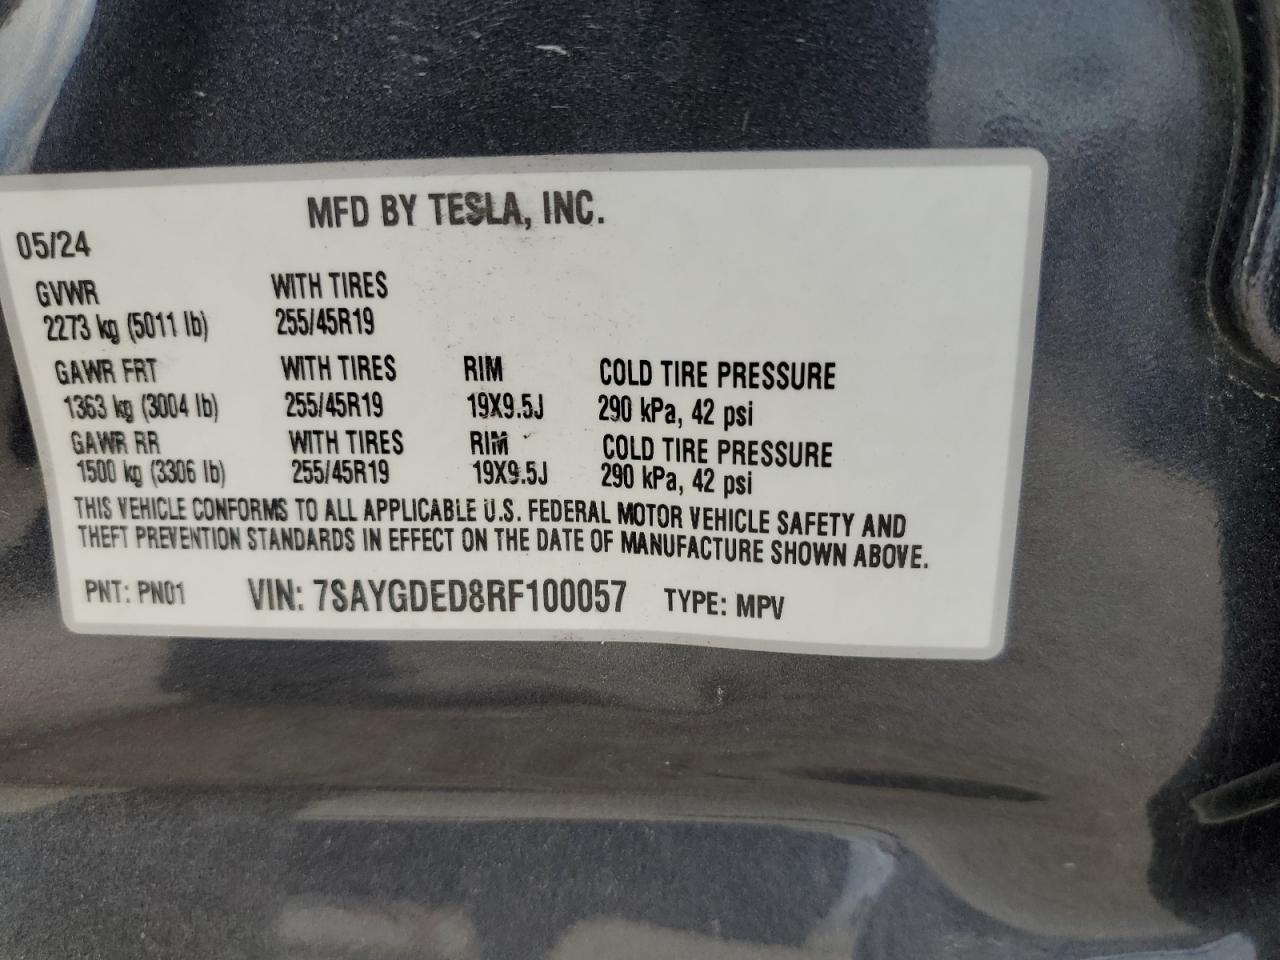 MFD BY TESLA, INC.
05/24
GVWR WITH TIRES
2273 kg (5011 lb) 255/45R19
GAWR FRT WITH TIRES RIM COLD TIRE PRESSURE
1363 kg (3004 lb) 255/45R19 19X9.5J 290 kPa, 42 psi
GAWR RR WITH TIRES RIM COLD TIRE PRESSURE
1500 kg (3306 lb) 255/45R19 19X9.5J 290 kPa, 42 psi
THIS VEHICLE CONFORMS TO ALL APPLICABLE U.S. FEDERAL MOTOR VEHICLE SAFETY AND
THEFT PREVENTION STANDARDS IN EFFECT ON THE DATE OF MANUFACTURE SHOWN ABOVE.
PNT: PN01 VIN: 7SAYGDED8RF100057 TYPE: MPV